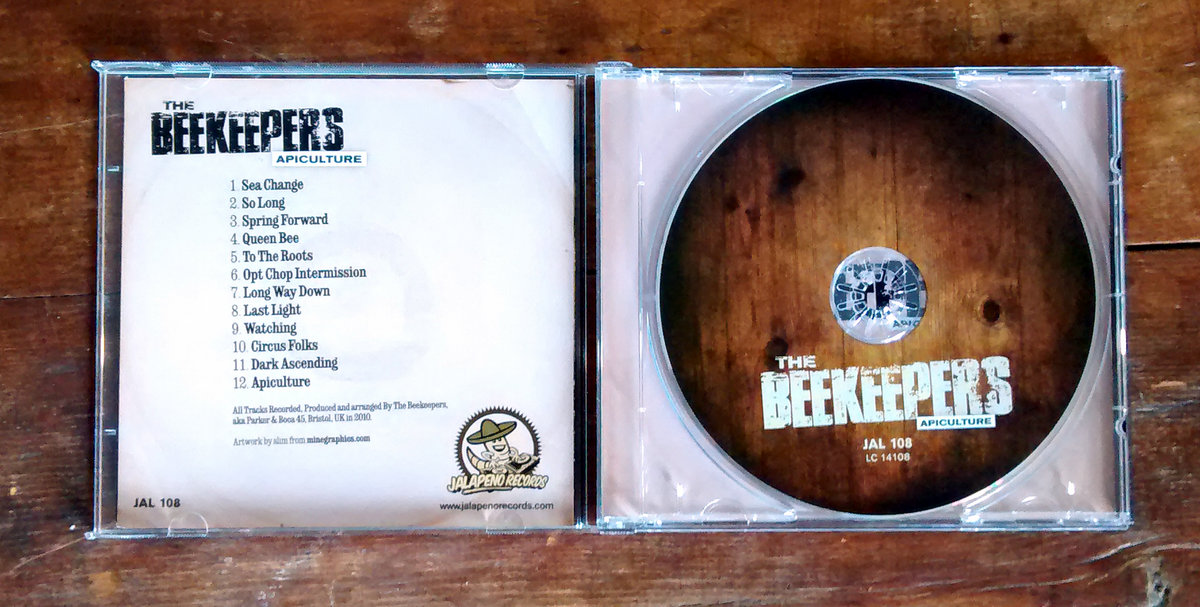 THE
BEEKEEPERS
APICULTURE
1. Sea Change
2. So Long
3. Spring Forward
4. Queen Bee
5. To The Roots
6. Opt Chop Intermission
7. Long Way Down
8. Last Light
9. Watching
10. Circus Folks
11. Dark Ascending
12. Apiculture
All Tracks Recorded, Produced and arranged By The Beekeepers,
aka Parker & Boca 45, Bristol, UK in 2010.
Artwork by slim from minegraphics.com
JALAPENO RECORDS
JAL 108
www.jalapenorecords.com
THE
BEEKEEPERS
APICULTURE
JAL 108
LC 14108